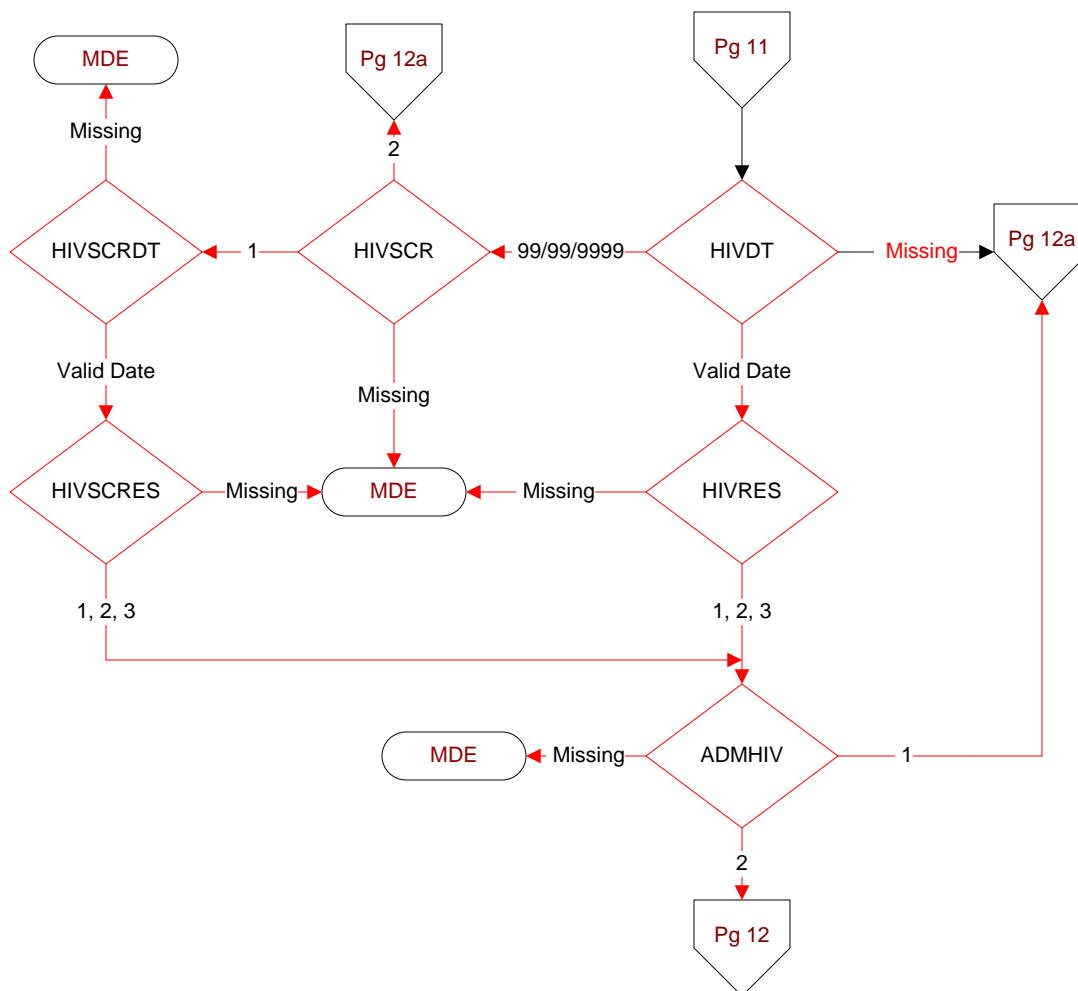 Pg 11
Pg 12a
MDE
Missing
2
HIVSCRDT
1
HIVSCR
99/99/9999
HIVDT
Missing
Pg 12a
Valid Date
Missing
Valid Date
HIVSCRES
Missing
MDE
Missing
HIVRES
1, 2, 3
1, 2, 3
MDE
Missing
ADMHIV
1
2
Pg 12